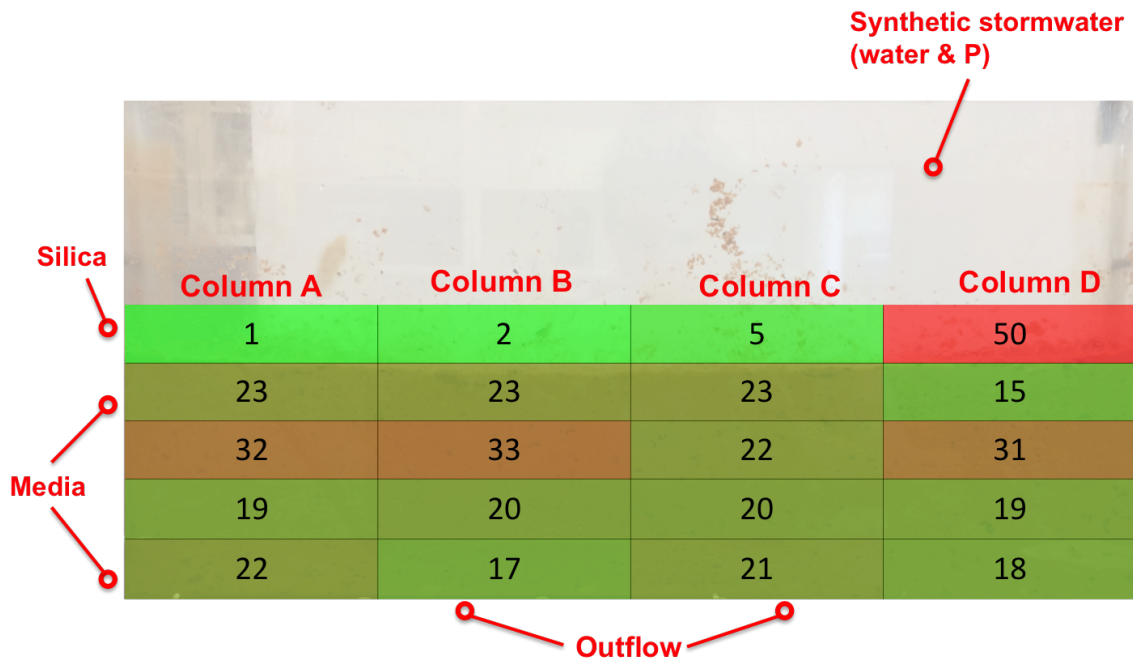 Synthetic stormwater
(water & P)
Silica
Column A Column B Column C Column D
1 2 5 50
23 23 23 15
32 33 22 31
Media
19 20 20 19
22 17 21 18
Outflow